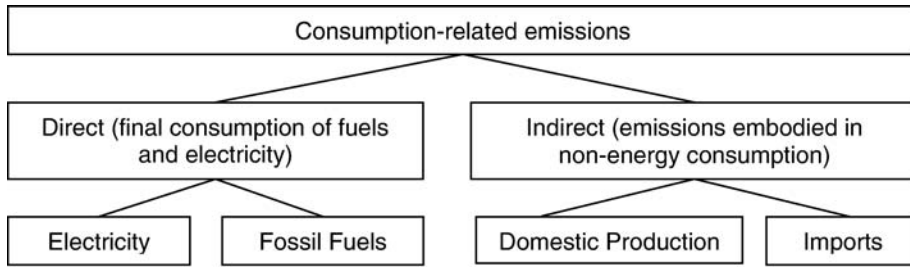 Consumption-related emissions
Direct (final consumption of fuels
and electricity)
Indirect (emissions embodied in
non-energy consumption)
Electricity
Fossil Fuels
Domestic Production
Imports